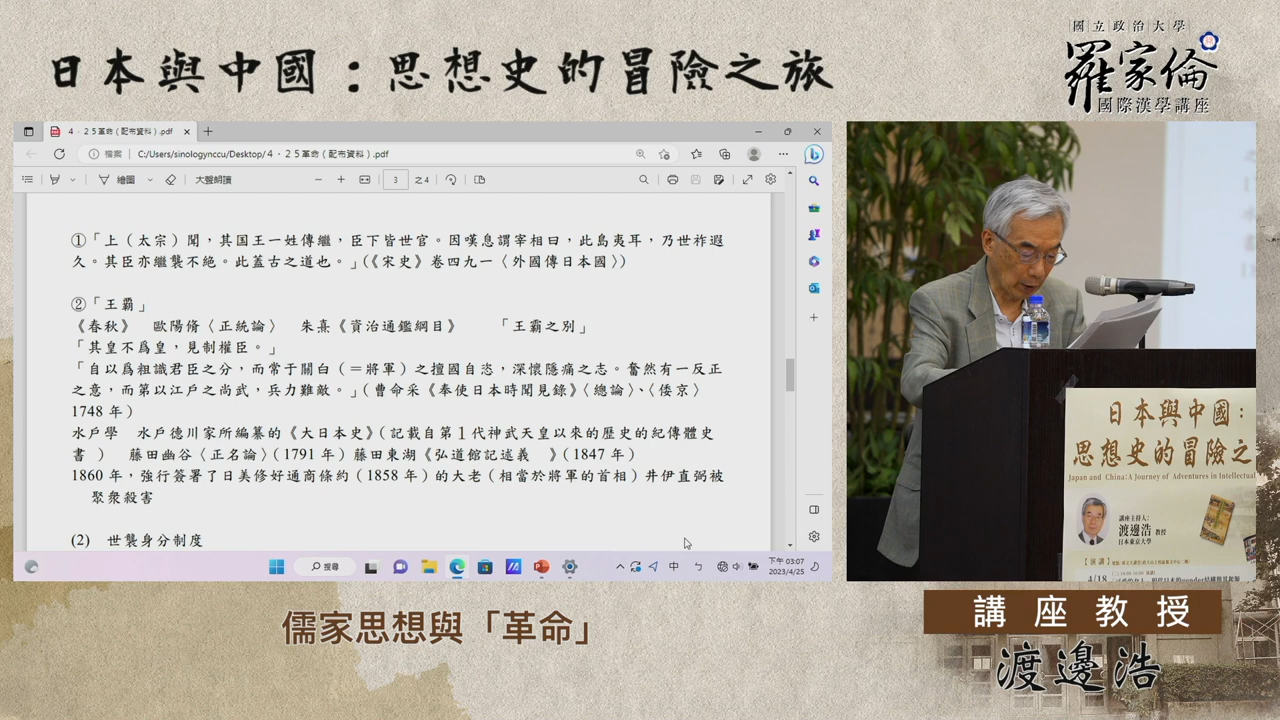 日本與中國：思想史的冒險之旅
國立政治大學
羅家倫
國際漢學講座
4．25革命（配布資料）.pdf
檔案
C:/Users/sinologynccu/Desktop/4．25革命（配布資料）.pdf
繪圖
大聲朗讀
3
之4
①「上（太宗）聞，其国王一姓傳繼，臣下皆世官。因嘆息謂宰相曰，此島夷耳，乃世祚遐
久。其臣亦繼襲不絶。此蓋古之道也。」（《宋史》卷四九一〈外國傳日本國〉）
②「王霸」
《春秋》　歐陽脩〈正統論〉　朱熹《資治通鑑綱目》　　「王霸之別」
「其皇不爲皇，見制權臣。」
「自以爲粗識君臣之分，而常于關白（＝將軍）之擅國自恣，深懷隱痛之志。奮然有一反正
之意，而第以江戸之尚武，兵力難敵。」（曹命采《奉使日本時聞見錄》〈總論〉、〈倭京〉
1748 年）
水戸學　水戸徳川家所編纂的《大日本史》（記載自第１代神武天皇以來的歷史的紀傳體史
書　）　藤田幽谷〈正名論〉（1791 年）藤田東湖《弘道館記述義　》（1847 年）
1860 年，強行簽署了日美修好通商條約（1858 年）的大老（相當於將軍的首相）井伊直弼被
聚衆殺害
(2)　世襲身分制度
搜尋
中
下午 03:07
2023/4/25
日本與中國：
思想史的冒險之
Japan and China:A Journey of Adventures in Intellectual
講座主持人：
渡邊浩 教授
日本東京大學
【演講】
4/18
儒家思想與「革命」
講座教授
渡邊浩